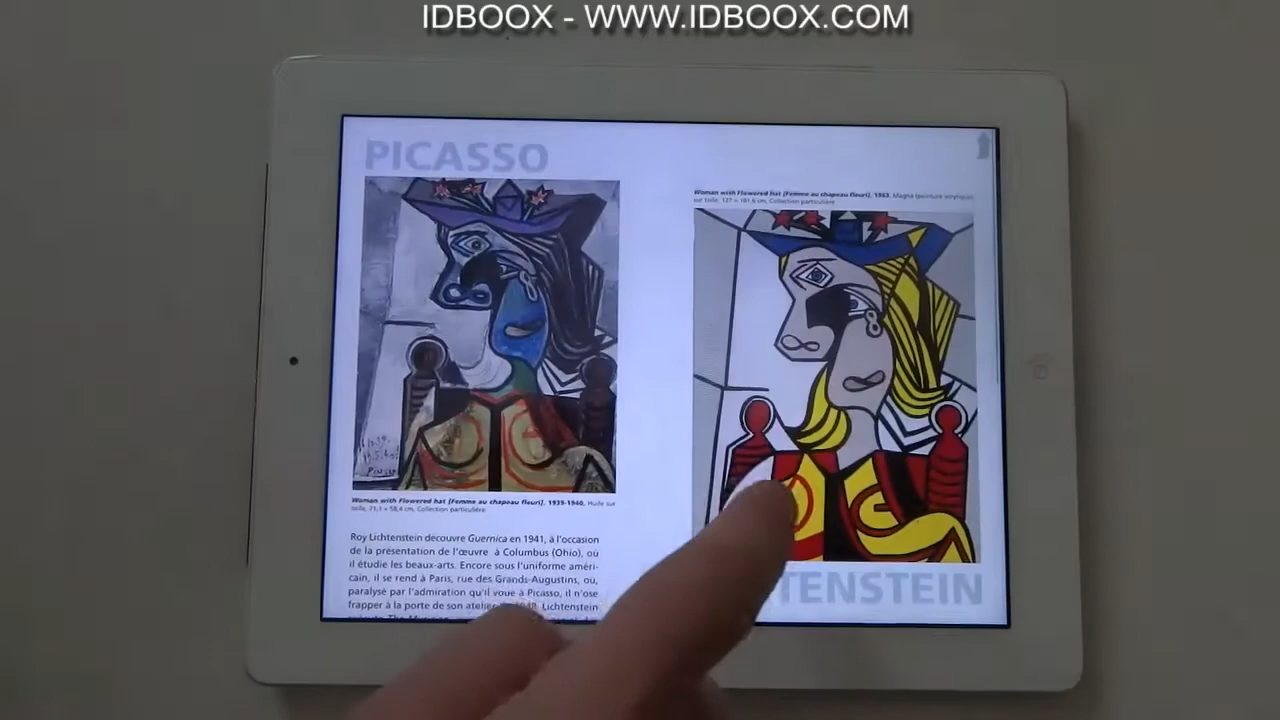 IDBOOX - WWW.IDBOOX.COM
PICASSO
Woman with Flowered hat [Femme au chapeau fleuri], 1939-1940, Huile sur
toile, 71,1 × 58,4 cm, Collection particulière.
Roy Lichtenstein découvre Guernica en 1941, à l'occasion
de la présentation de l'œuvre à Columbus (Ohio), où
il étudie les beaux-arts. Encore sous l'uniforme améri-
cain, il se rend à Paris, rue des Grands-Augustins, où,
paralysé par l'admiration qu'il voue à Picasso, il n'ose
frapper à la porte de son atelier. Lichtenstein
Woman with Flowered hat [Femme au chapeau fleuri], 1963, Magna (peinture acrylique)
sur toile, 127 × 101,6 cm, Collection particulière
TENSTEIN